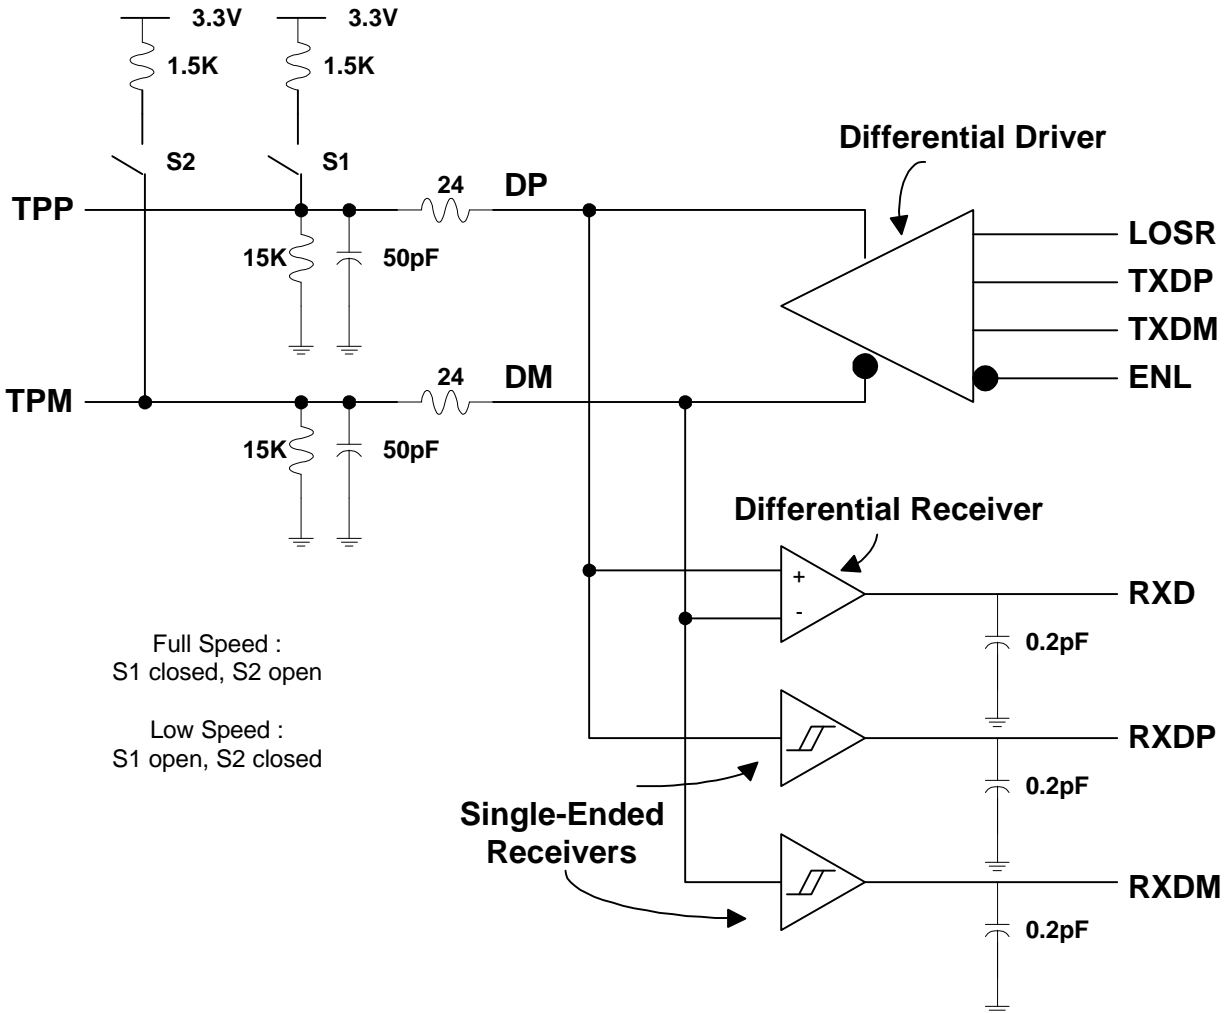 3.3V
3.3V
1.5K
1.5K
Differential Driver
S2
S1
24
DP
TPP
LOSR
15K
50pF
TXDP
TXDM
24
DM
ENL
TPM
15K
50pF
Differential Receiver
+
-
RXD
Full Speed :
S1 closed, S2 open
0.2pF
Low Speed :
S1 open, S2 closed
RXDP
0.2pF
Single-Ended
Receivers
RXDM
0.2pF